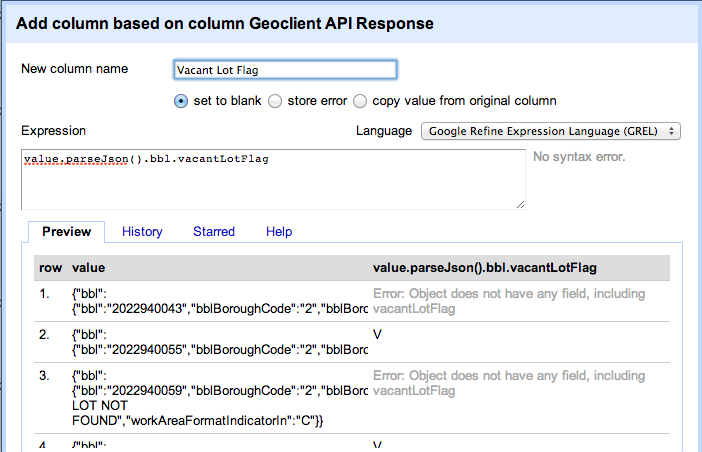 Add column based on column Geoclient API Response
New column name
Vacant Lot Flag
set to blank store error copy value from original column
Expression Language Google Refine Expression Language (GREL)
value.parseJson().bbl.vacantLotFlag No syntax error.
Preview History Starred Help
row value value.parseJson().bbl.vacantLotFlag
1. {"bbl": Error: Object does not have any field, including
{"bbl":"2022940043","bblBoroughCode":"2","bblBoro vacantLotFlag
2. {"bbl": V
{"bbl":"2022940055","bblBoroughCode":"2","bblBoro
3. {"bbl": Error: Object does not have any field, including
{"bbl":"2022940059","bblBoroughCode":"2","bblBoro vacantLotFlag
LOT NOT
FOUND","workAreaFormatIndicatorIn":"C"}}
4. {"bbl": V